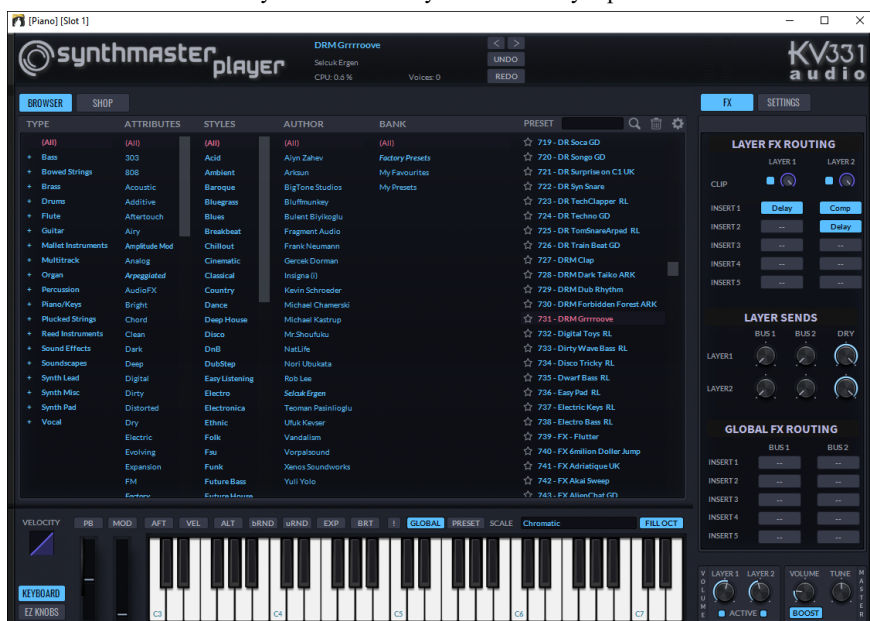 [Piano] [Slot 1]
synthmaster player
DRM Grrrroove
Selcuk Ergen
CPU: 0.6 %
Voices: 0
< >
UNDO
REDO
KV331
audio
BROWSER
SHOP
FX
SETTINGS
TYPE
(All)
+ Bass
+ Bowed Strings
+ Brass
+ Drums
+ Flute
+ Guitar
+ Mallet Instruments
+ Multitrack
+ Organ
+ Percussion
+ Piano/Keys
+ Plucked Strings
+ Reed Instruments
+ Sound Effects
+ Soundscapes
+ Synth Lead
+ Synth Misc
+ Synth Pad
+ Vocal
ATTRIBUTES
(All)
303
808
Acoustic
Additive
Aftertouch
Airy
Amplitude Mod
Analog
Arpeggiated
AudioFX
Bright
Chord
Clean
Dark
Deep
Digital
Dirty
Distorted
Dry
Electric
Evolving
Expansion
FM
Factory
STYLES
(All)
Acid
Ambient
Baroque
Bluegrass
Blues
Breakbeat
Chillout
Cinematic
Classical
Country
Dance
Deep House
Disco
DnB
DubStep
Easy Listening
Electro
Electronica
Ethnic
Folk
Fsu
Funk
Future Bass
Future House
AUTHOR
(All)
Aiyn Zahev
Arksun
BigTone Studios
Bluffmunkey
Bulent Biyikoglu
Fragment Audio
Frank Neumann
Gercek Dorman
Insigna (i)
Kevin Schroeder
Michael Chamerski
Michael Kastrup
Mr.Shoufuku
NatLife
Nori Ubukata
Rob Lee
Selcuk Ergen
Teoman Pasinlioglu
Ufuk Kevser
Vandalism
Vorpalsound
Xenos Soundworks
Yuli Yolo
BANK
(All)
Factory Presets
My Favourites
My Presets
PRESET
719 - DR Soca GD
720 - DR Songo GD
721 - DR Surprise on C1 UK
722 - DR Syn Snare
723 - DR TechClapper RL
724 - DR Techno GD
725 - DR TomSnareArped RL
726 - DR Train Beat GD
727 - DRM Clap
728 - DRM Dark Taiko ARK
729 - DRM Dub Rhythm
730 - DRM Forbidden Forest ARK
731 - DRM Grrrroove
732 - Digital Toys RL
733 - Dirty Wave Bass RL
734 - Disco Tricky RL
735 - Dwarf Bass RL
736 - Easy Pad RL
737 - Electric Keys RL
738 - Electro Bass RL
739 - FX - Flutter
740 - FX 6milion Doller Jump
741 - FX Adriatique UK
742 - FX Akai Sweep
743 - FX AlienChat GD
LAYER FX ROUTING
LAYER 1 LAYER 2
CLIP
INSERT 1 Delay Comp
INSERT 2 -- Delay
INSERT 3 -- --
INSERT 4 -- --
INSERT 5 -- --
LAYER SENDS
BUS 1 BUS 2 DRY
LAYER1
LAYER2
GLOBAL FX ROUTING
BUS 1 BUS 2
INSERT 1 -- --
INSERT 2 -- --
INSERT 3 -- --
INSERT 4 -- --
INSERT 5 -- --
VELOCITY PB MOD AFT VEL ALT bRND uRND EXP BRT ! GLOBAL PRESET SCALE Chromatic FILL OCT
KEYBOARD
EZ KNOBS
C3 C4 C5 C6 C7
VOLUME
LAYER 1 LAYER 2
ACTIVE
VOLUME TUNE
BOOST
MASTER